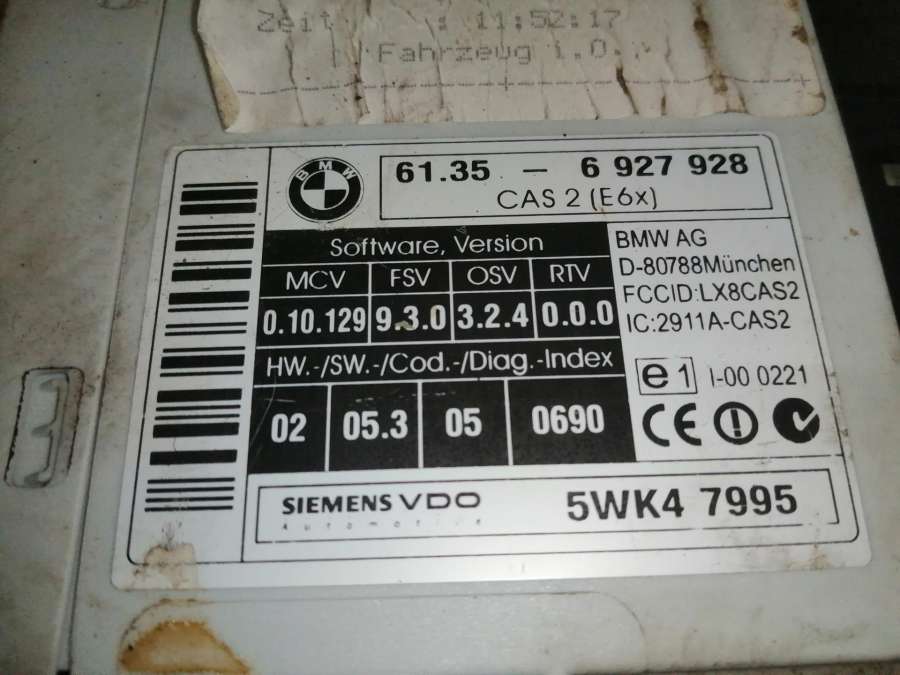 Zeit : 11:52:17
Fahrzeug i.O.
BMW
61.35 - 6 927 928
CAS 2 (E6x)
Software, Version
MCV FSV OSV RTV
0.10.129 9.3.0 3.2.4 0.0.0
HW.-/SW.-/Cod.-/Diag.-Index
02 05.3 05 0690
BMW AG
D-80788München
FCCID:LX8CAS2
IC:2911A-CAS2
e1 I-00 0221
CE
SIEMENS VDO
Automotive
5WK4 7995